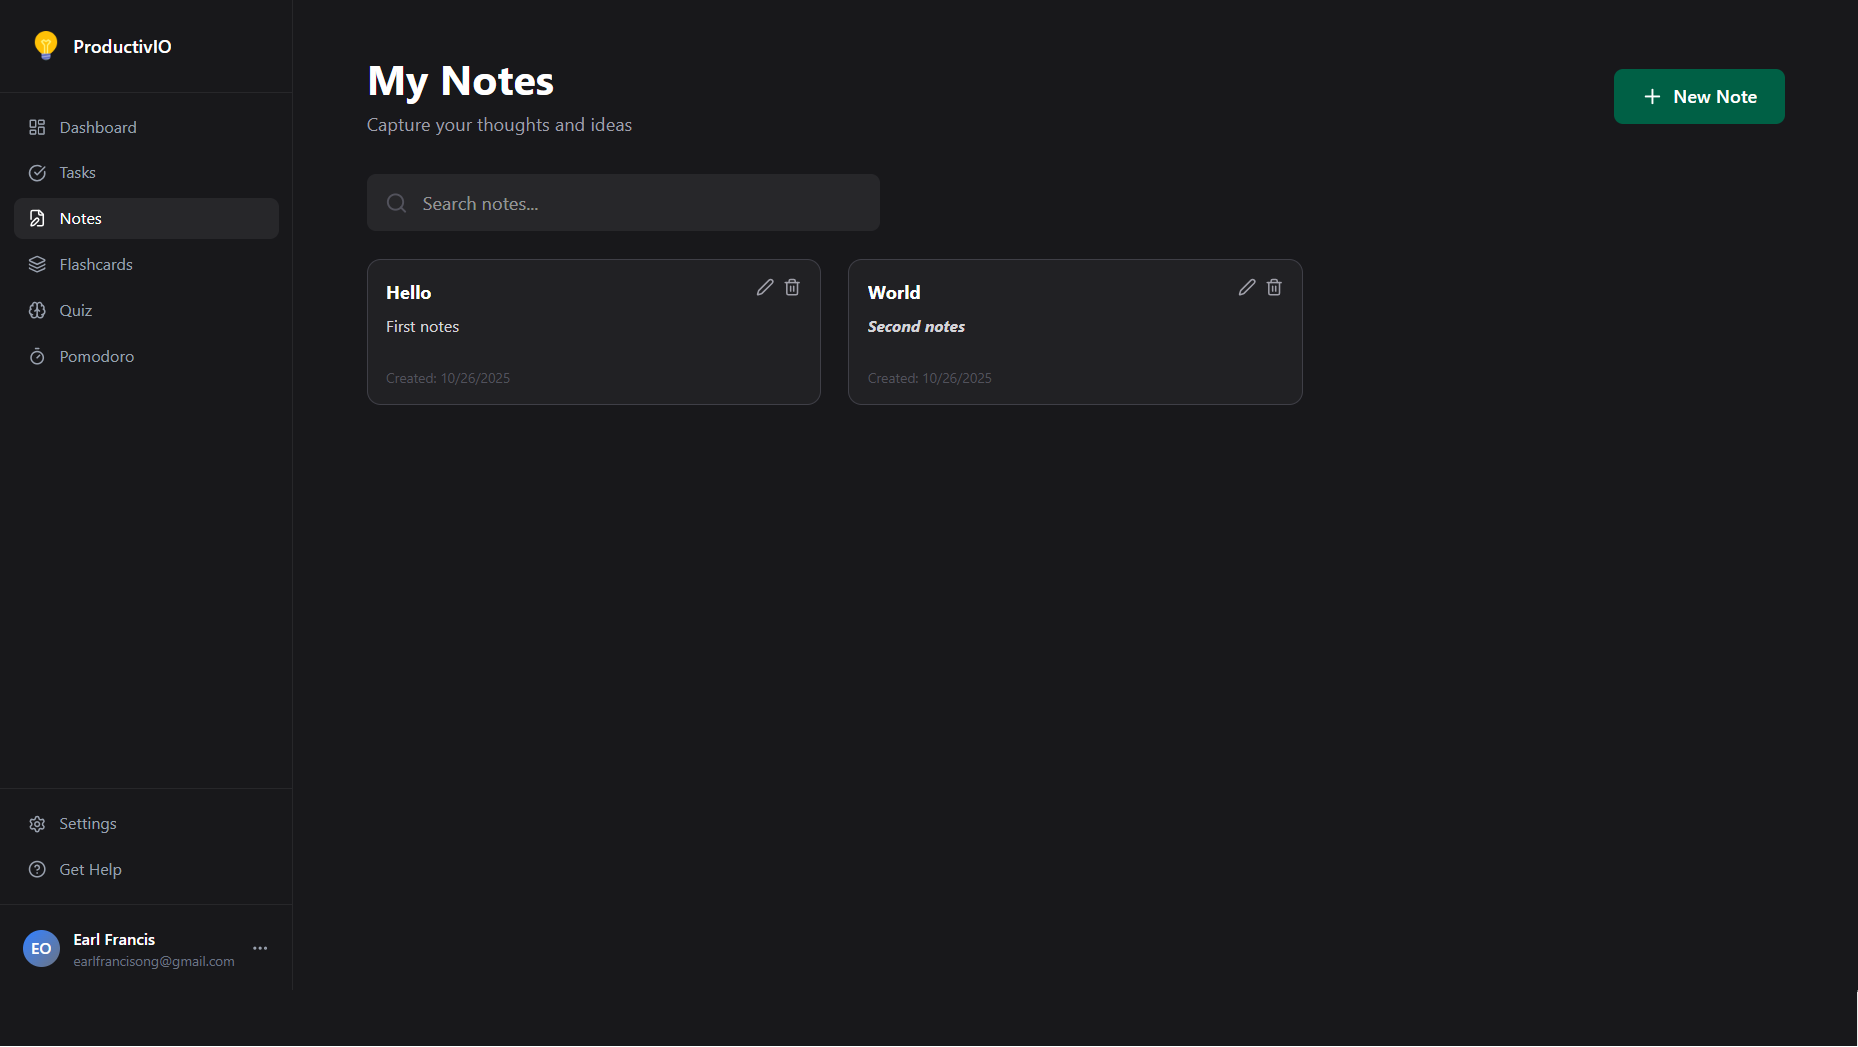 ProductivIO
Dashboard
Tasks
Notes
Flashcards
Quiz
Pomodoro
Settings
Get Help
EO
Earl Francis
earlfrancisong@gmail.com
My Notes
Capture your thoughts and ideas
New Note
Search notes...
Hello
First notes
Created: 10/26/2025
World
Second notes
Created: 10/26/2025